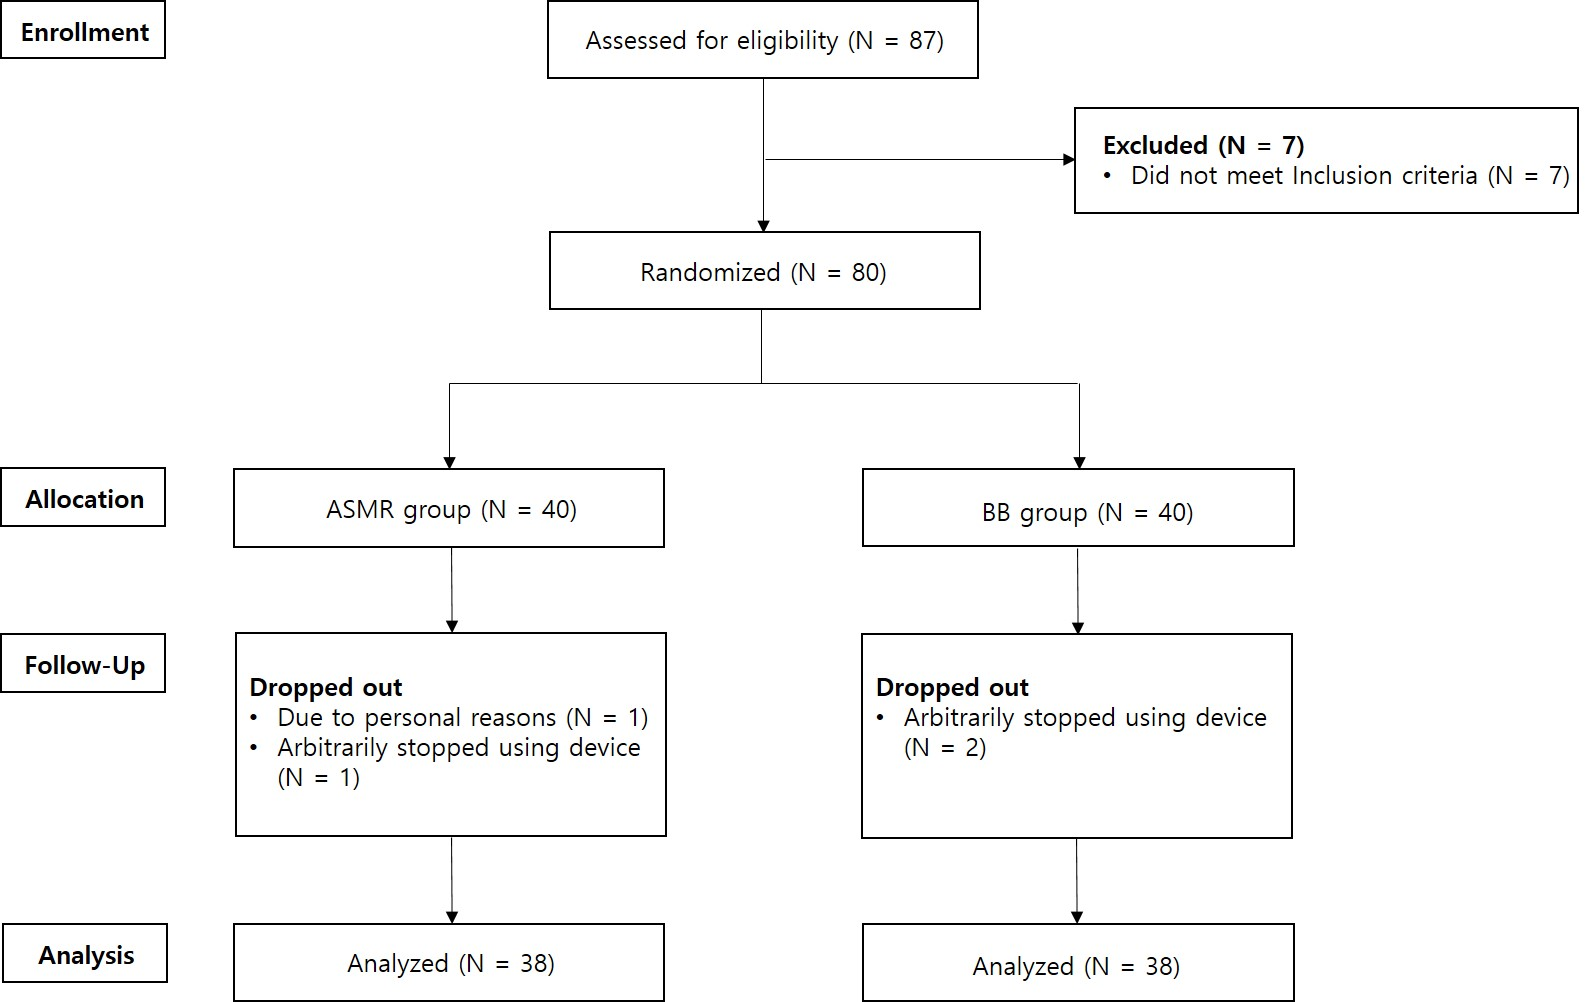 Enrollment
Assessed for eligibility (N = 87)
Excluded (N = 7)
• Did not meet Inclusion criteria (N = 7)
Randomized (N = 80)
Allocation
ASMR group (N = 40)
BB group (N = 40)
Follow-Up
Dropped out
• Due to personal reasons (N = 1)
• Arbitrarily stopped using device
(N = 1)
Dropped out
• Arbitrarily stopped using device
(N = 2)
Analysis
Analyzed (N = 38)
Analyzed (N = 38)